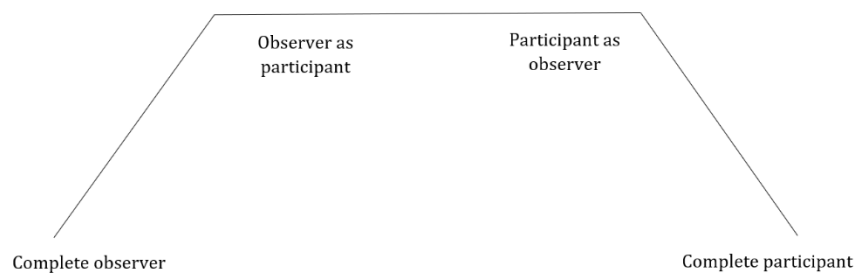 Observer as
participant
Participant as
observer
Complete observer
Complete participant